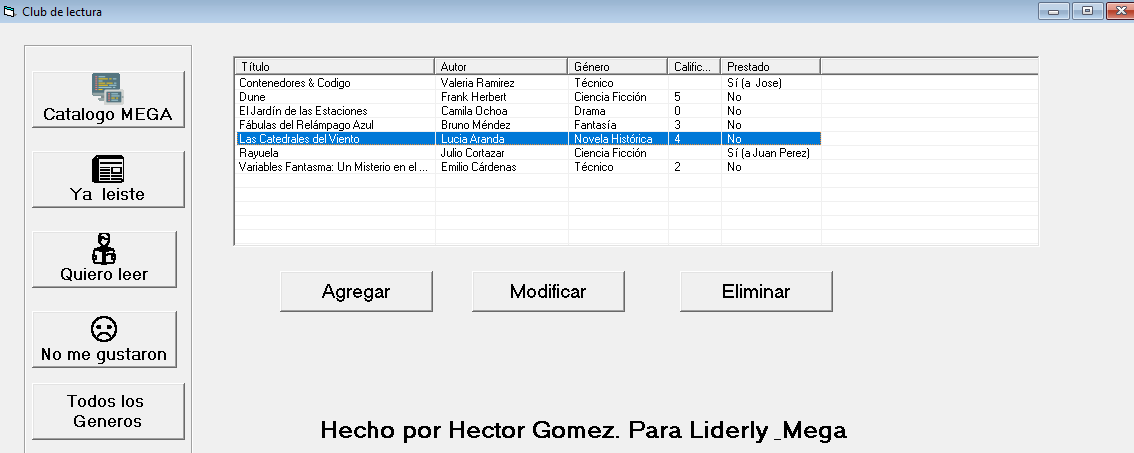 Club de lectura
Catalogo MEGA
Ya leiste
Quiero leer
No me gustaron
Todos los
Generos
Título Autor Género Calific... Prestado
Contenedores & Codigo Valeria Ramirez Técnico Sí (a Jose)
Dune Frank Herbert Ciencia Ficción 5 No
El Jardín de las Estaciones Camila Ochoa Drama 0 No
Fábulas del Relámpago Azul Bruno Méndez Fantasía 3 No
Las Catedrales del Viento Lucia Aranda Novela Histórica 4 No
Rayuela Julio Cortazar Ciencia Ficción Sí (a Juan Perez)
Variables Fantasma: Un Misterio en el ... Emilio Cárdenas Técnico 2 No
Agregar Modificar Eliminar
Hecho por Hector Gomez. Para Liderly _Mega